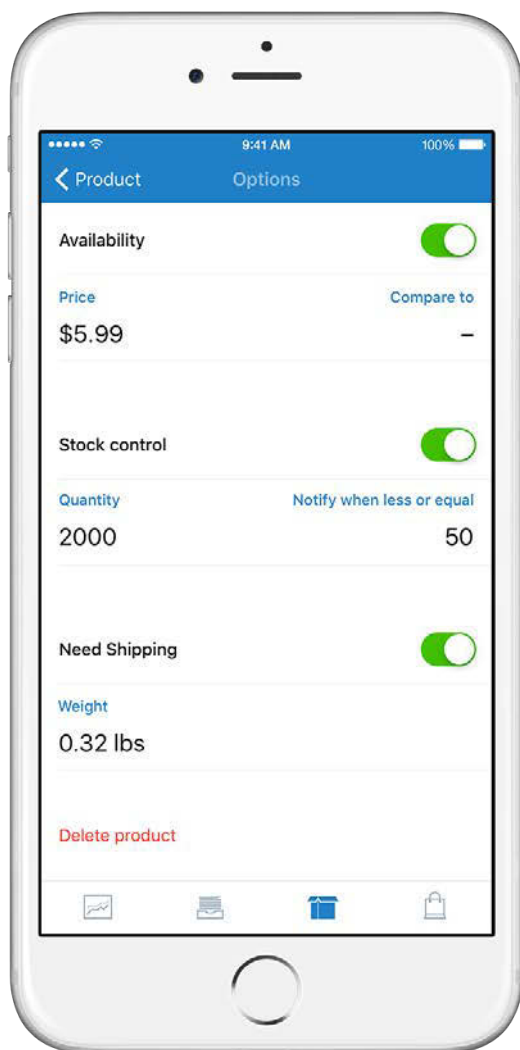 9:41 AM 100%
Product Options
Availability
Price Compare to
$5.99 –
Stock control
Quantity Notify when less or equal
2000 50
Need Shipping
Weight
0.32 lbs
Delete product